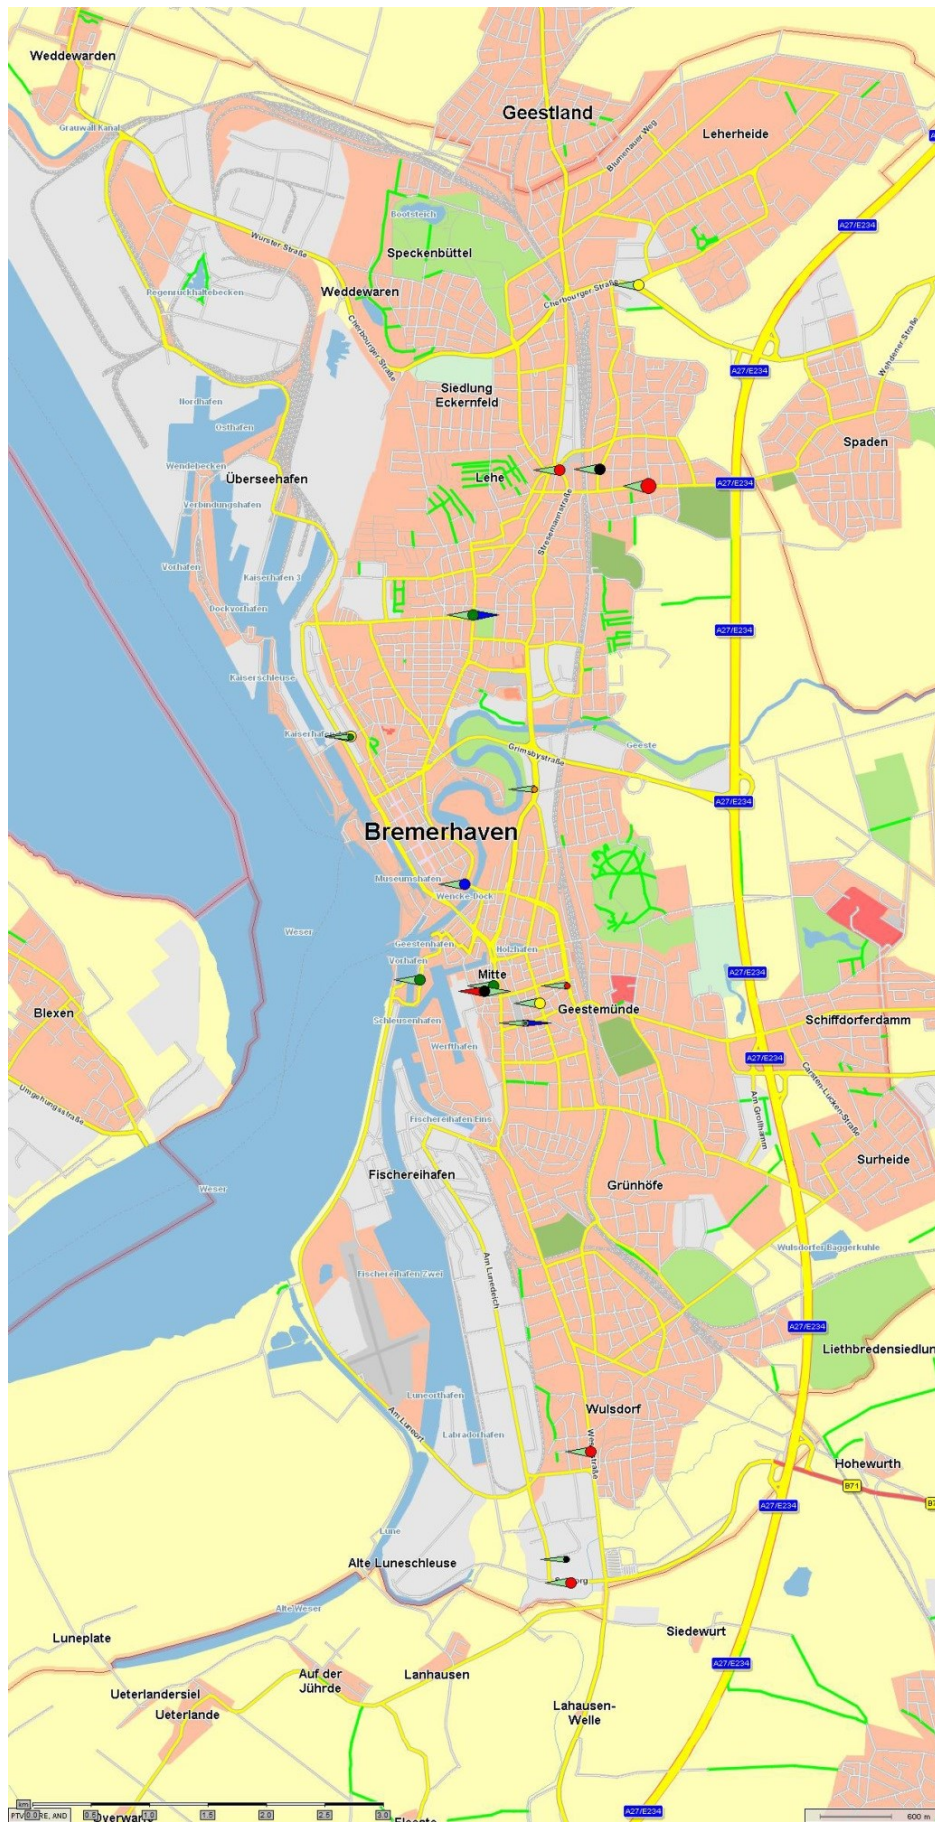 Weddewarden
Geestland
Grauwall Kanal
Blumenauer Weg
Leherheide
Bootsteich
A27/E234
Wurster Straße
Speckenbüttel
Regenrückhaltebecken
Weddewaren
Cherbourger Straße
Cherbourger Straße
Wehdener Straße
A27/E234
Siedlung
Eckernfeld
Nordhafen
Osthafen
Spaden
Wendebecken
Überseehafen
Lehe
A27/E234
Verbindungshafen
Stresemannstraße
Vorhafen
Kaiserhafen 3
Dockvorhafen
A27/E234
Kaiserschleuse
Kaiserhafen
Geeste
Grimsbystraße
A27/E234
Bremerhaven
Museumshafen
Wencke-Dock
Weser
Geestenhafen
Holzhafen
Vorhafen
Mitte
A27/E234
Blexen
Geestemünde
Schleusenhafen
Schiffdorferdamm
Werfthafen
A27/E234
Umgehungsstraße
Carsten-Lücken-Straße
Am Grollhamm
Fischereihafen Eins
Surheide
Fischereihafen
Weser
Grünhöfe
Wulsdorfer Baggerkuhle
Fischereihafen Zwei
Am Lunedeich
A27/E234
Liethbredensiedlun
Luneorthafen
Wulsdorf
Am Luneort
Labradorhafen
Hohewurth
B71
A27/E234
Lune
Alte Luneschleuse
Alte Weser
Siedewurt
Luneplate
A27/E234
Auf der
Jührde
Lanhausen
Ueterlandersiel
Ueterlande
Lahausen-
Welle
km
0.0 0.5 1.0 1.5 2.0 2.5 3.0
A27/E234
600 m